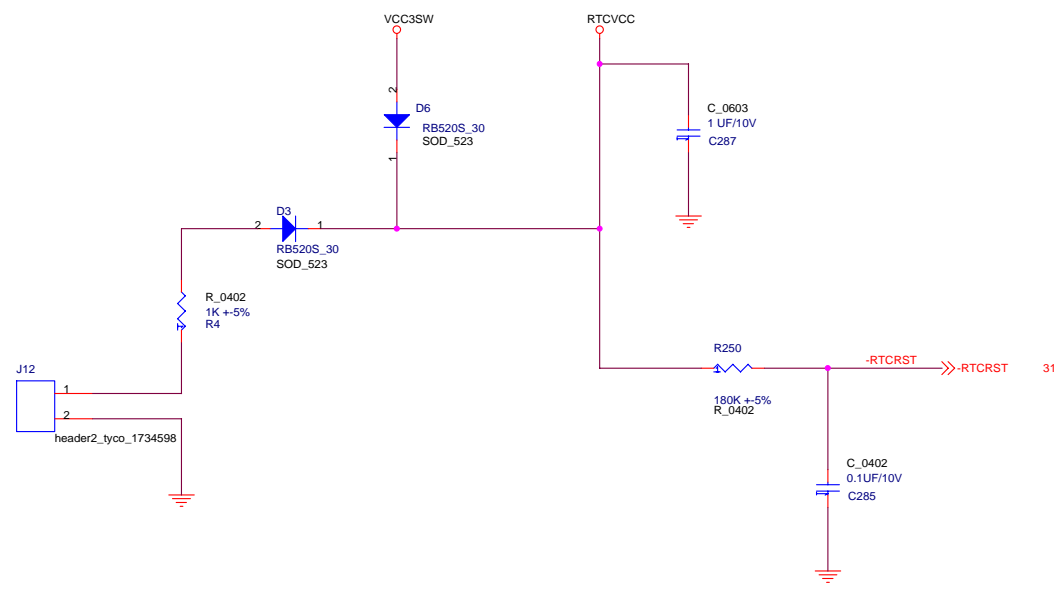 VCC3SW
RTCVCC
2
D6
RB520S_30
SOD_523
1
C_0603
1 UF/10V
C287
D3
2
1
RB520S_30
SOD_523
R_0402
1K +-5%
R4
1
R250
1
180K +-5%
R_0402
-RTCRST
-RTCRST
31
J12
1
2
header2_tyco_1734598
C_0402
0.1UF/10V
C285